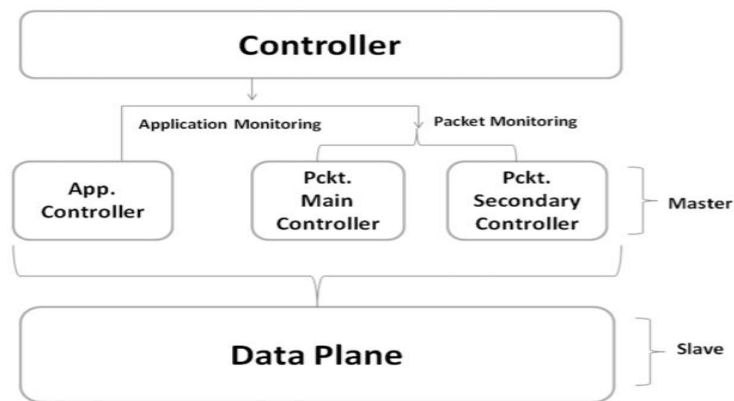 Controller
Application Monitoring
Packet Monitoring
App.
Controller
Pckt.
Main
Controller
Pckt.
Secondary
Controller
Master
Data Plane
Slave